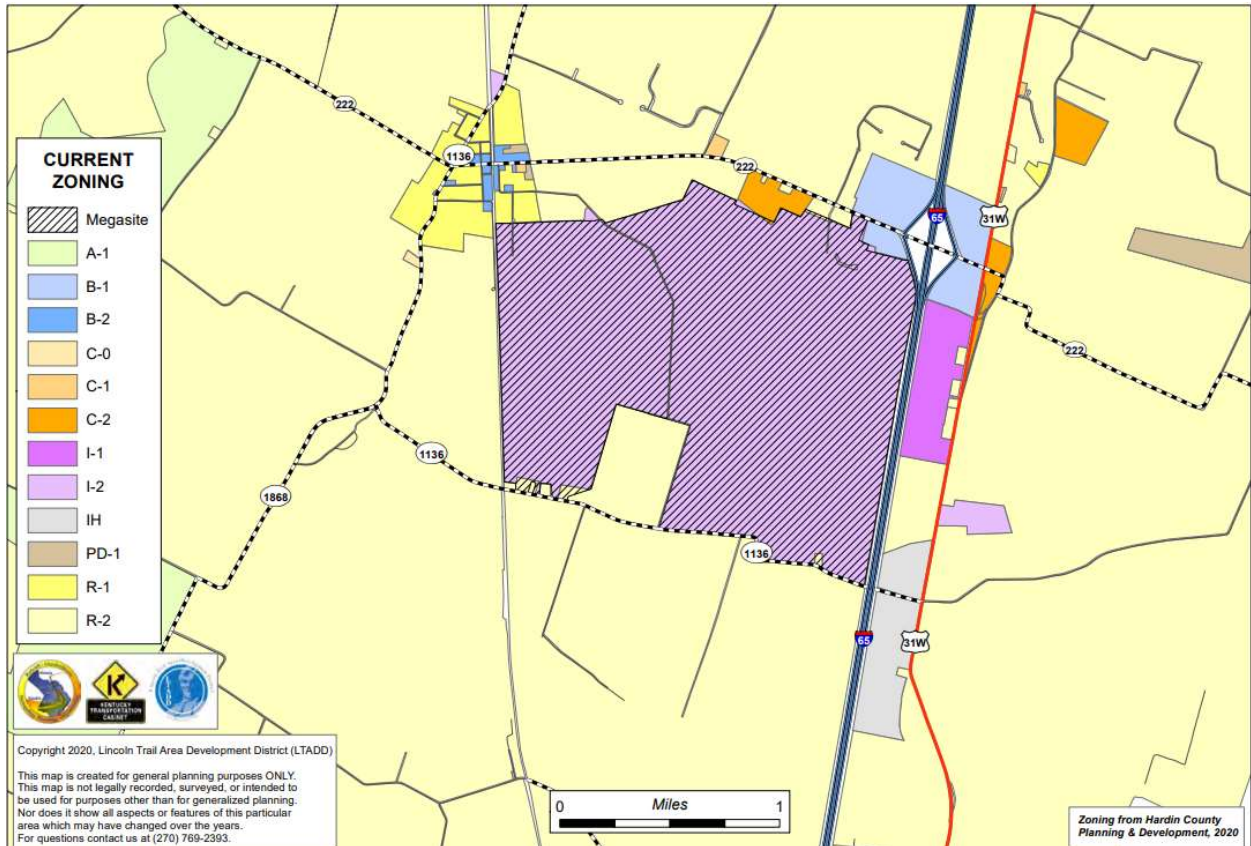 CURRENT
ZONING
Megasite
A-1
B-1
B-2
C-0
C-1
C-2
I-1
I-2
IH
PD-1
R-1
R-2
222
1136
222
65
31W
222
1136
1868
1136
65
31W
KENTUCKY
TRANSPORTATION
CABINET
Copyright 2020, Lincoln Trail Area Development District (LTADD)
This map is created for general planning purposes ONLY.
This map is not legally recorded, surveyed, or intended to
be used for purposes other than for generalized planning.
Nor does it show all aspects or features of this particular
area which may have changed over the years.
For questions contact us at (270) 769-2393.
0 Miles 1
Zoning from Hardin County
Planning & Development, 2020